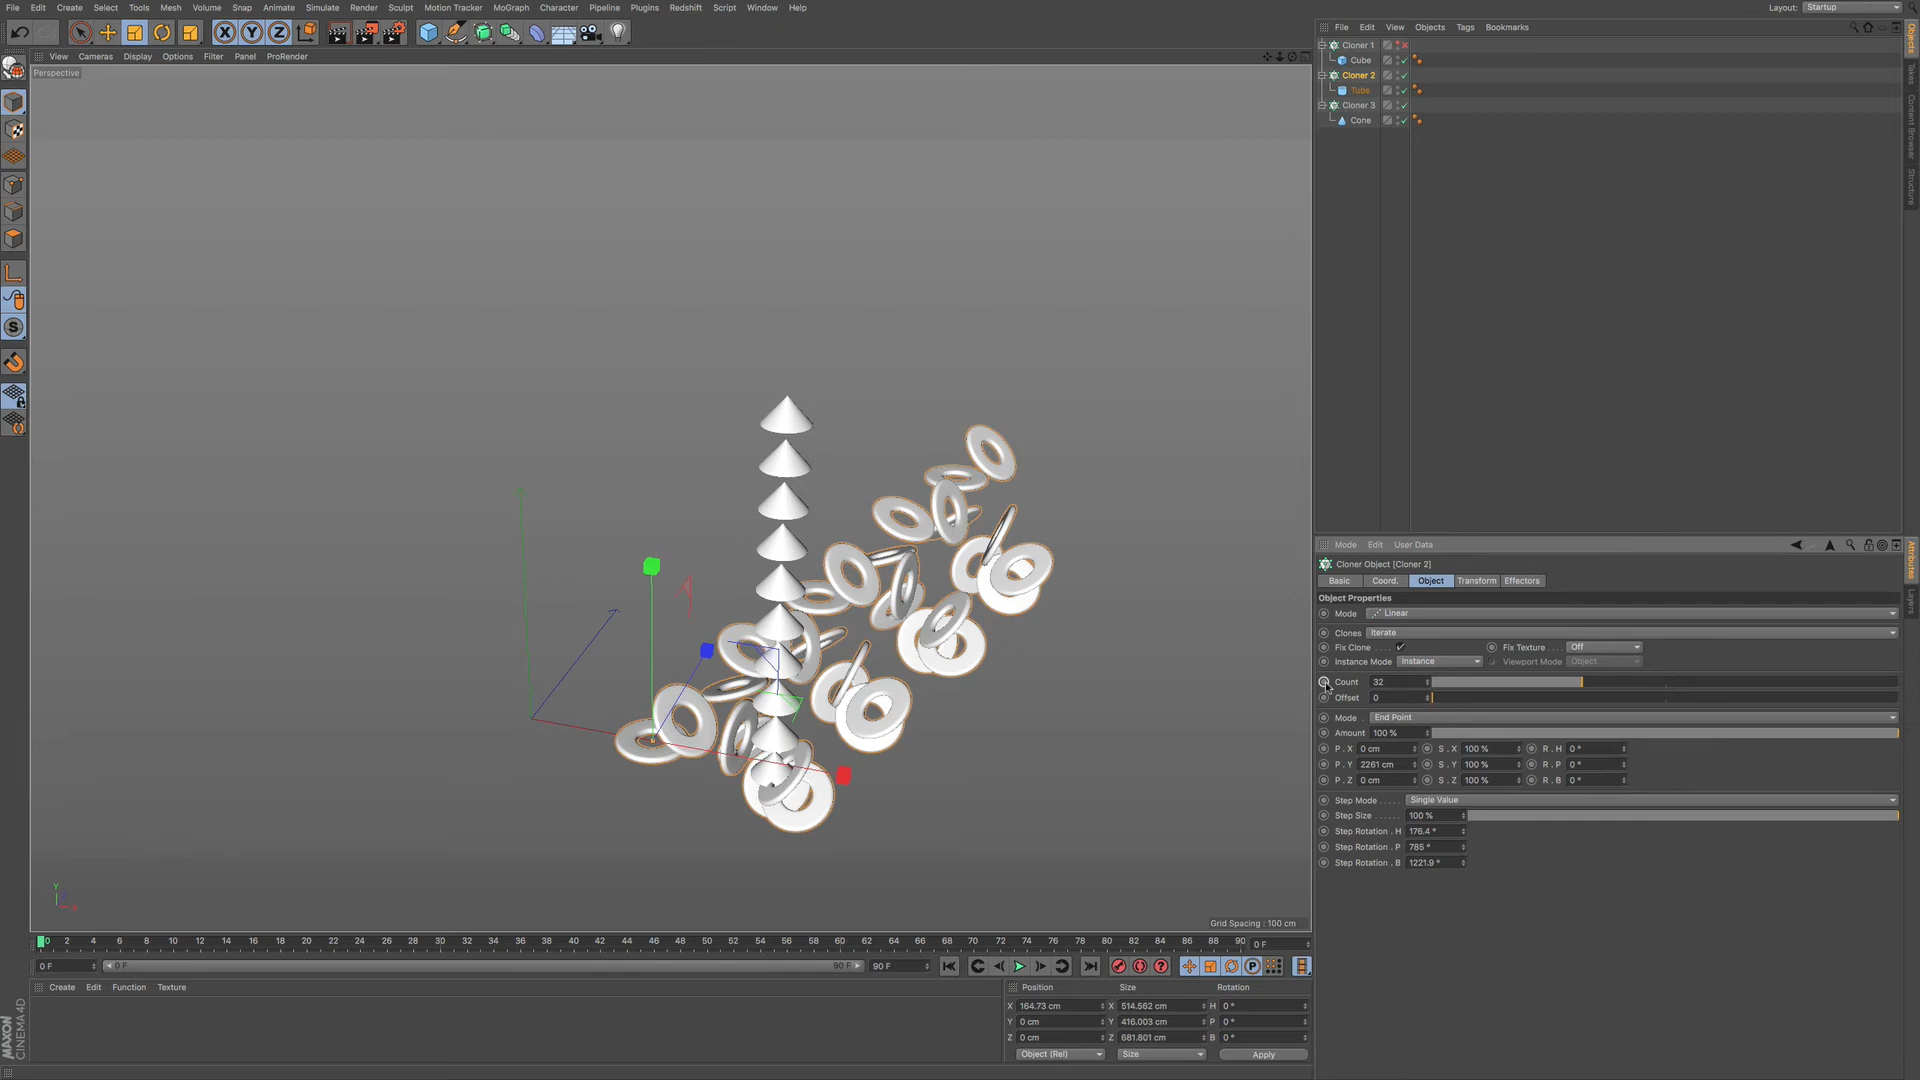 File Edit Create Select Tools Mesh Volume Snap Animate Simulate Render Sculpt Motion Tracker MoGraph Character Pipeline Plugins Redshift Script Window Help
Layout: Startup
X Y Z
File Edit View Objects Tags Bookmarks
View Cameras Display Options Filter Panel ProRender
Perspective
Cloner 1
Cube
Cloner 2
Tube
Cloner 3
Cone
Objects
Takes
Content Browser
Structure
S
Mode Edit User Data
Cloner Object [Cloner 2]
Basic Coord. Object Transform Effectors
Object Properties
Mode Linear
Clones Iterate
Fix Clone Fix Texture Off
Instance Mode Instance Viewport Mode Object
Count 32
Offset 0
Mode End Point
Amount 100 %
P . X 0 cm S . X 100 % R . H 0 °
P . Y 2261 cm S . Y 100 % R . P 0 °
P . Z 0 cm S . Z 100 % R . B 0 °
Step Mode Single Value
Step Size 100 %
Step Rotation . H 176.4 °
Step Rotation . P 785 °
Step Rotation . B 1221.9 °
Attributes
Layers
Y
X
Grid Spacing : 100 cm
0 2 4 6 8 10 12 14 16 18 20 22 24 26 28 30 32 34 36 38 40 42 44 46 48 50 52 54 56 58 60 62 64 66 68 70 72 74 76 78 80 82 84 86 88 90 0 F
0 F 0 F 90 F 90 F
P
Create Edit Function Texture
Position Size Rotation
X 164.73 cm X 514.562 cm H 0 °
Y 0 cm Y 416.003 cm P 0 °
Z 0 cm Z 681.801 cm B 0 °
Object (Rel) Size Apply
MAXON
CINEMA 4D